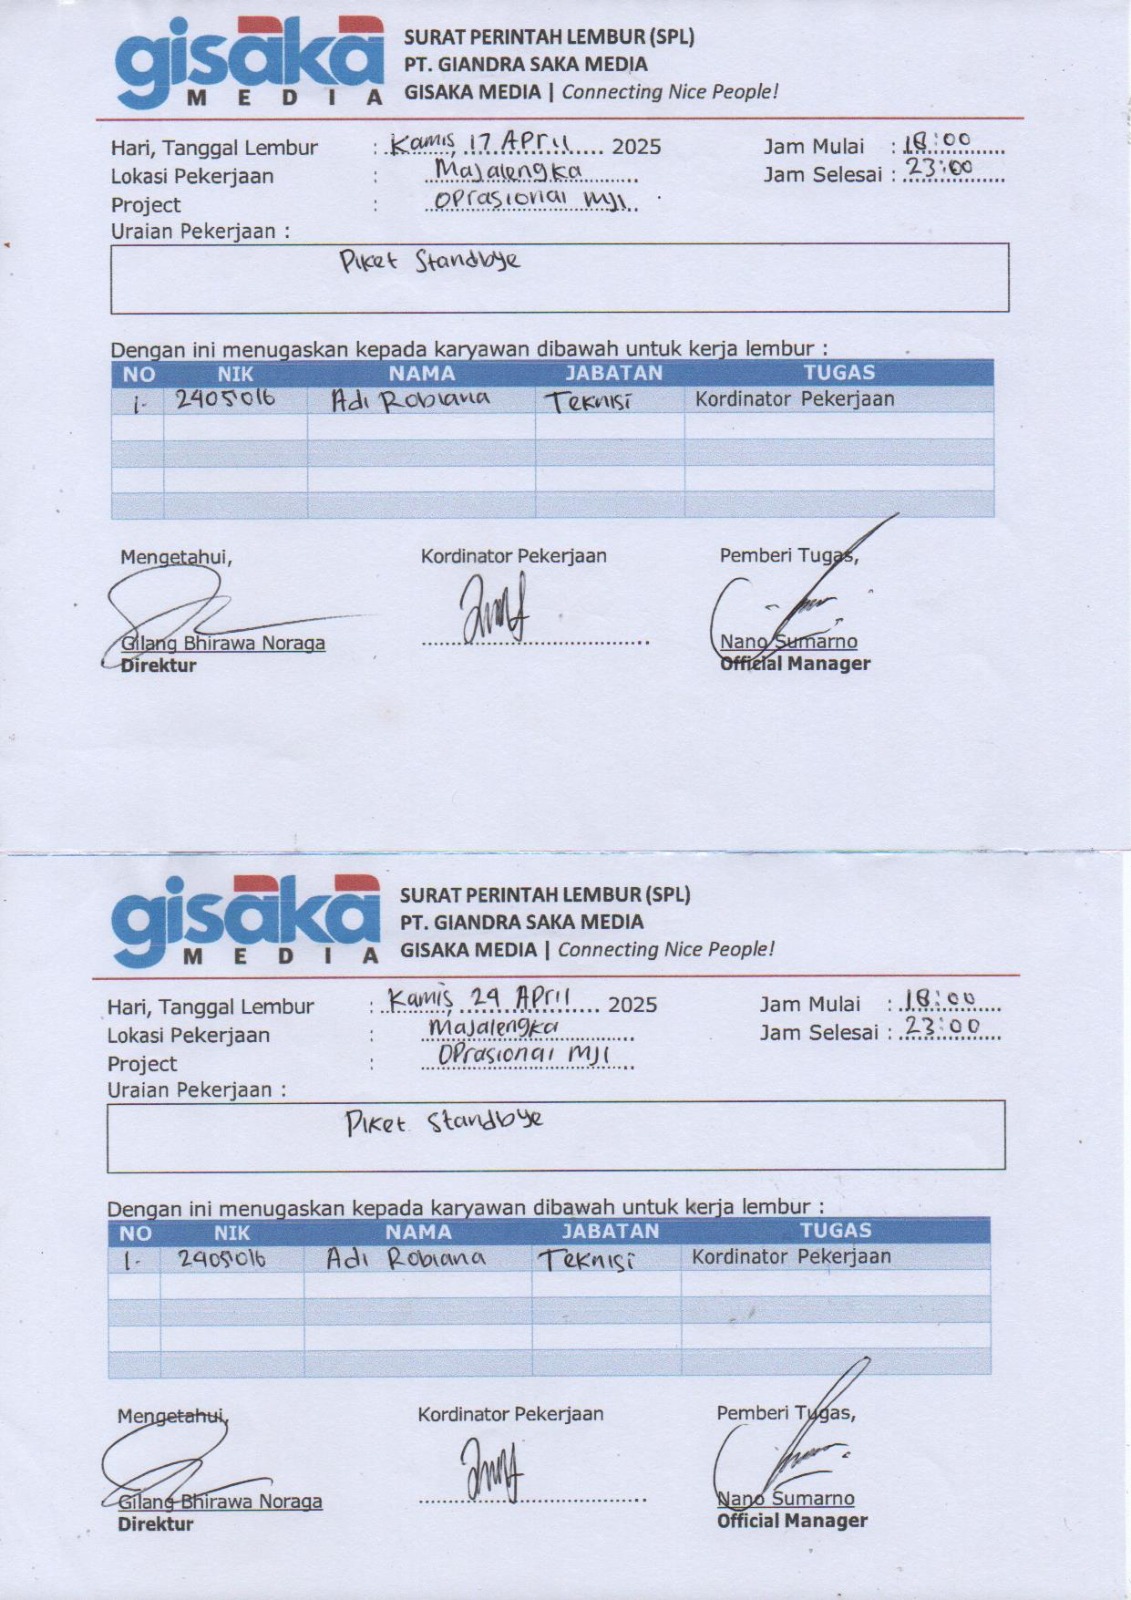 gisaka
MEDIA
SURAT PERINTAH LEMBUR (SPL)
PT. GIANDRA SAKA MEDIA
GISAKA MEDIA | Connecting Nice People!
Hari, Tanggal Lembur : Kamis, 17 April 2025 Jam Mulai : 18:00
Lokasi Pekerjaan : Majalengka Jam Selesai : 23:00
Project : Oprasional MJL
Uraian Pekerjaan :
Piket Standbye
Dengan ini menugaskan kepada karyawan dibawah untuk kerja lembur :
NO NIK NAMA JABATAN TUGAS
1. 2405016 Adi Robiana Teknisi Kordinator Pekerjaan
Mengetahui, Kordinator Pekerjaan Pemberi Tugas,
Gilang Bhirawa Noraga Nano Sumarno
Direktur Official Manager
gisaka
MEDIA
SURAT PERINTAH LEMBUR (SPL)
PT. GIANDRA SAKA MEDIA
GISAKA MEDIA | Connecting Nice People!
Hari, Tanggal Lembur : Kamis, 24 April 2025 Jam Mulai : 18:00
Lokasi Pekerjaan : Majalengka Jam Selesai : 23:00
Project : Oprasional MJL
Uraian Pekerjaan :
Piket Standbye
Dengan ini menugaskan kepada karyawan dibawah untuk kerja lembur :
NO NIK NAMA JABATAN TUGAS
1. 2405016 Adi Robiana Teknisi Kordinator Pekerjaan
Mengetahui, Kordinator Pekerjaan Pemberi Tugas,
Gilang Bhirawa Noraga Nano Sumarno
Direktur Official Manager